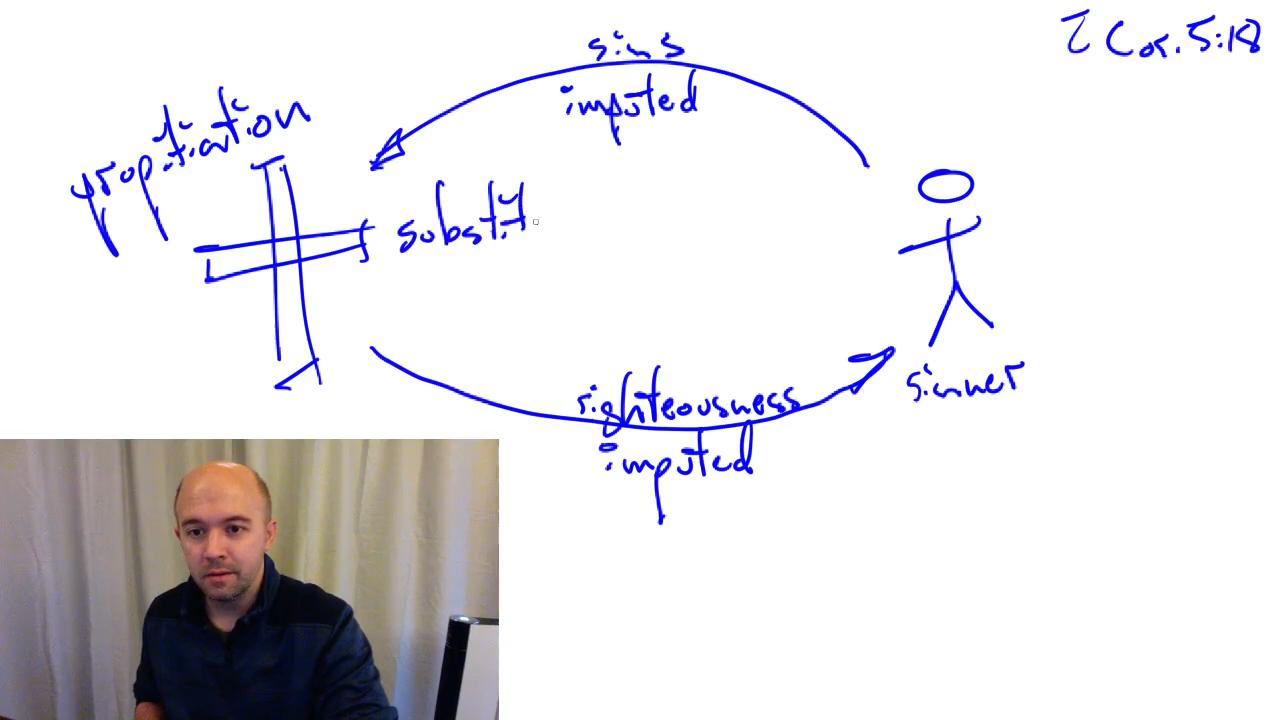 2 Cor. 5:18
sins
imputed
propitiation
substit
righteousness
imputed
sinner